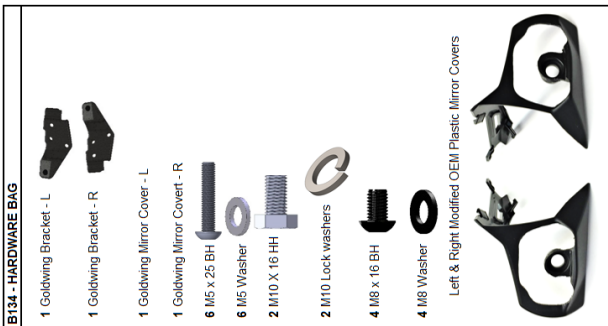 B134 - HARDWARE BAG
1 Goldwing Bracket - L
1 Goldwing Bracket - R
1 Goldwing Mirror Cover - L
1 Goldwing Mirror Covert - R
6 M5 x 25 BH
6 M5 Washer
2 M10 X 16 HH
2 M10 Lock washers
4 M8 x 16 BH
4 M8 Washer
Left & Right Modified OEM Plastic Mirror Covers